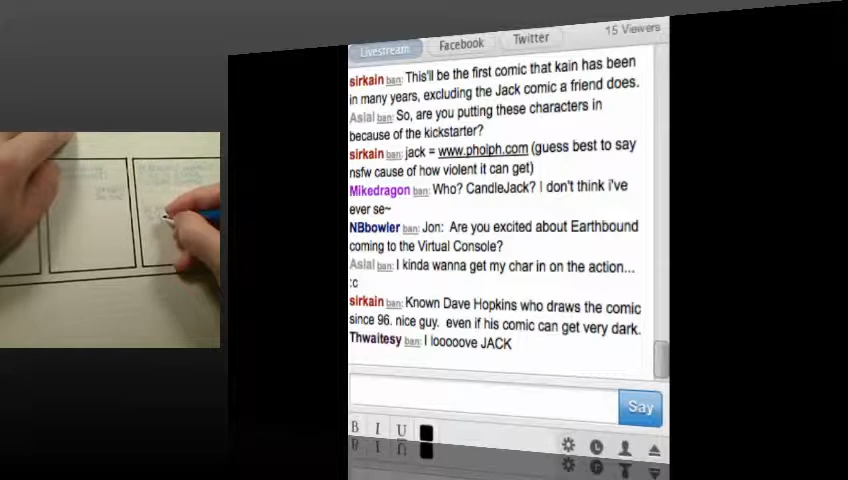 Livestream Facebook Twitter 15 Viewers
sirkain ban: This'll be the first comic that kain has been
in many years, excluding the Jack comic a friend does.
Asial ban: So, are you putting these characters in
because of the kickstarter?
sirkain ban: jack = www.pholph.com (guess best to say
nsfw cause of how violent it can get)
Mikedragon ban: Who? CandleJack? I don't think i've
ever se~
NBbowler ban: Jon: Are you excited about Earthbound
coming to the Virtual Console?
Asial ban: I kinda wanna get my char in on the action...
:c
sirkain ban: Known Dave Hopkins who draws the comic
since 96. nice guy. even if his comic can get very dark.
Thwaitesy ban: I looooove JACK
Say
B I U